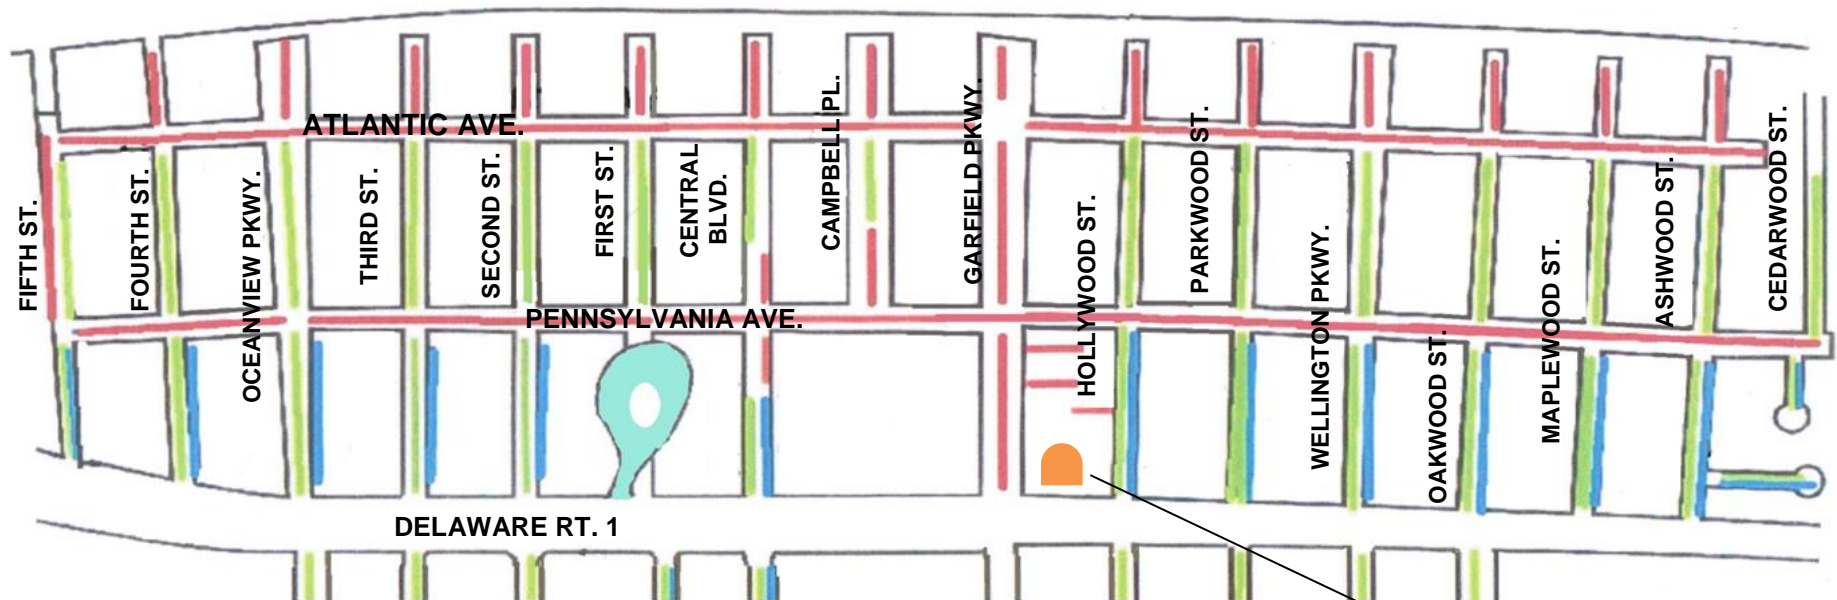 ATLANTIC AVE.
FIFTH ST.
FOURTH ST.
OCEANVIEW PKWY.
THIRD ST.
SECOND ST.
FIRST ST.
CENTRAL
BLVD.
CAMPBELL PL.
GARFIELD PKWY.
HOLLYWOOD ST.
PARKWOOD ST.
WELLINGTON PKWY.
OAKWOOD ST.
MAPLEWOOD ST.
ASHWOOD ST.
CEDARWOOD ST.
PENNSYLVANIA AVE.
DELAWARE RT. 1